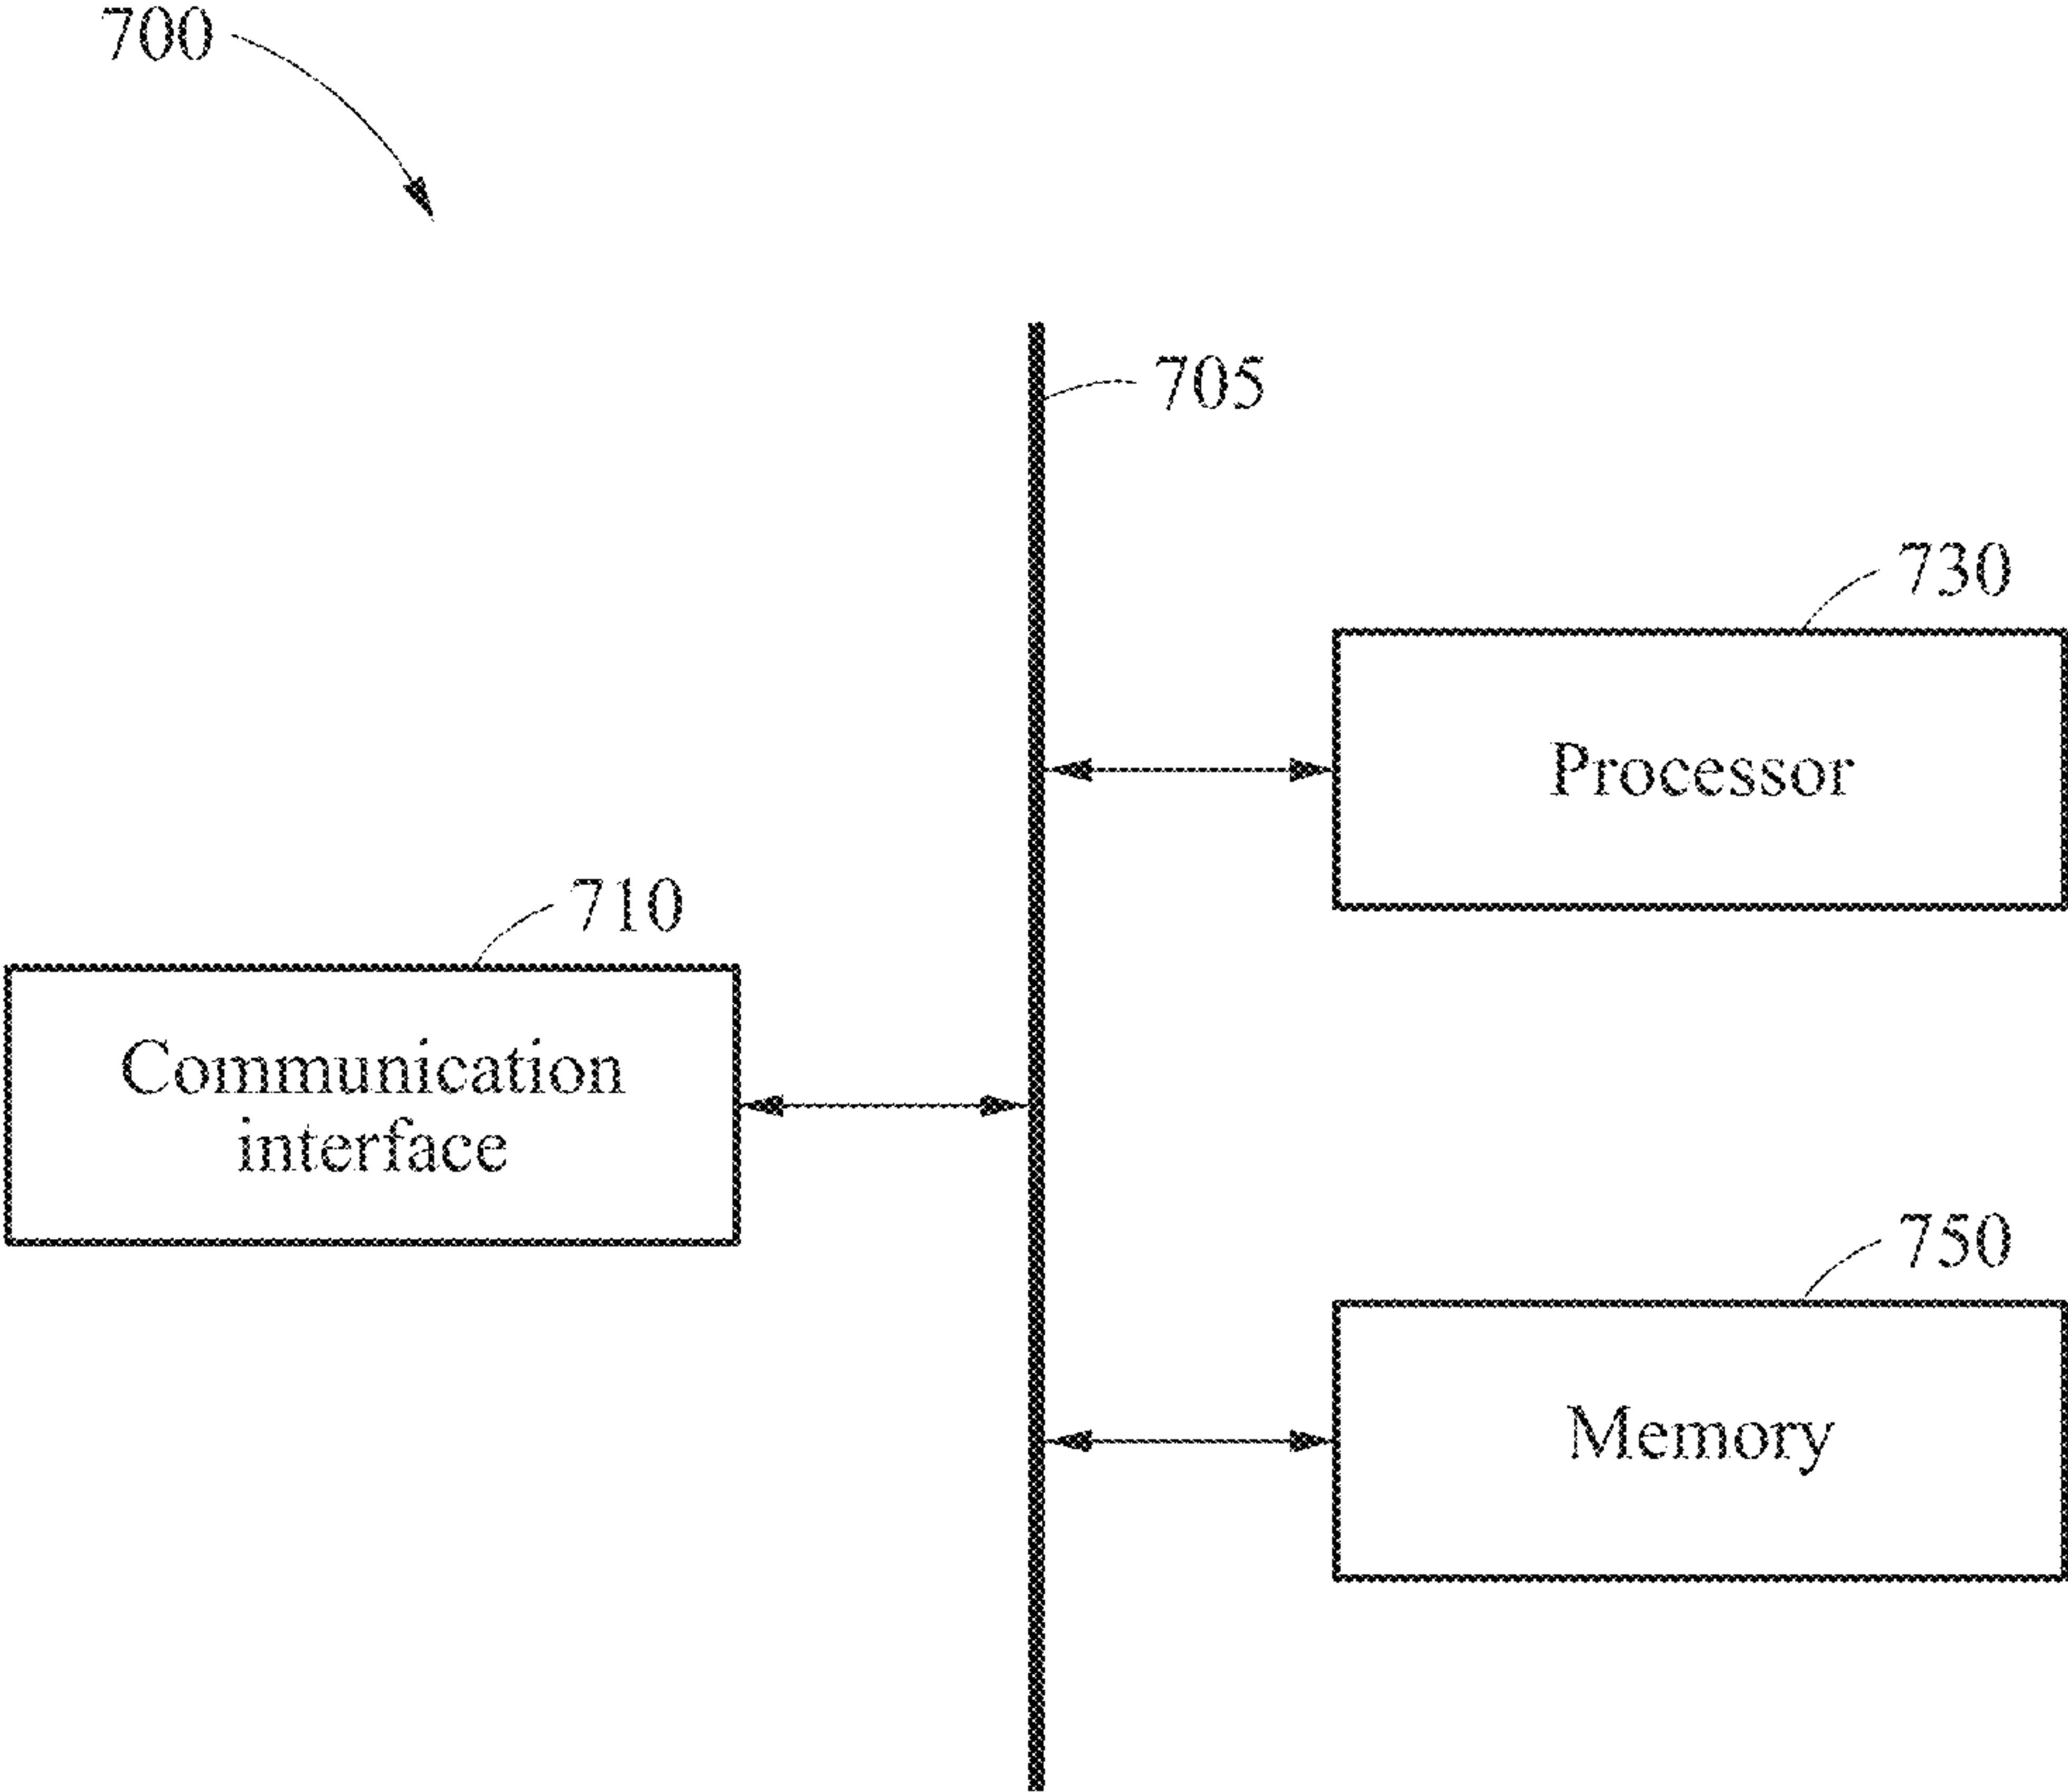 700
705
730
Processor
710
Communication
interface
750
Memory